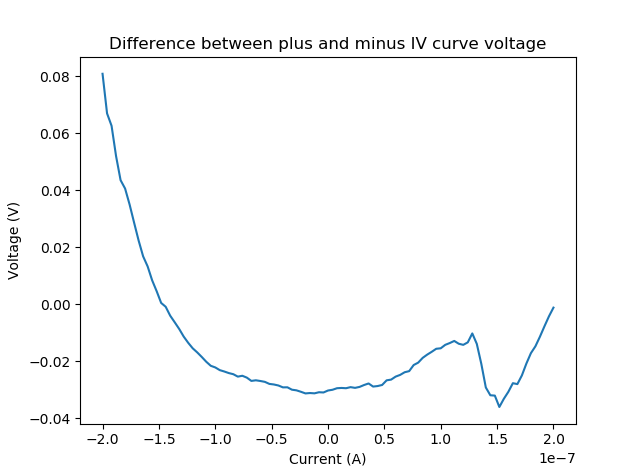 Difference between plus and minus IV curve voltage
0.08
0.06
0.04
0.02
0.00
−0.02
−0.04
Voltage (V)
−2.0 −1.5 −1.0 −0.5 0.0 0.5 1.0 1.5 2.0
1e−7
Current (A)